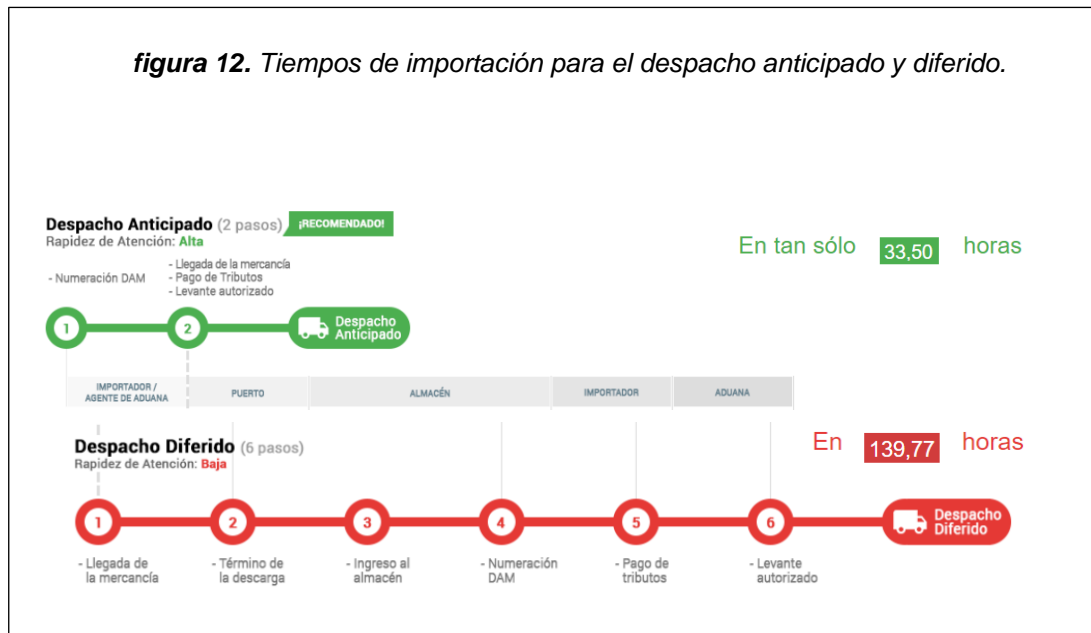 figura 12. Tiempos de importación para el despacho anticipado y diferido.
Despacho Anticipado (2 pasos) ¡RECOMENDADO!
Rapidez de Atención: Alta
En tan sólo 33,50 horas
- Numeración DAM
- Llegada de la mercancía
- Pago de Tributos
- Levante autorizado
1
2
Despacho
Anticipado
IMPORTADOR /
AGENTE DE ADUANA
PUERTO
ALMACÉN
IMPORTADOR
ADUANA
Despacho Diferido (6 pasos)
Rapidez de Atención: Baja
En 139,77 horas
1
2
3
4
5
6
Despacho
Diferido
- Llegada de
la mercancía
- Término de
la descarga
- Ingreso al
almacén
- Numeración
DAM
- Pago de
tributos
- Levante
autorizado